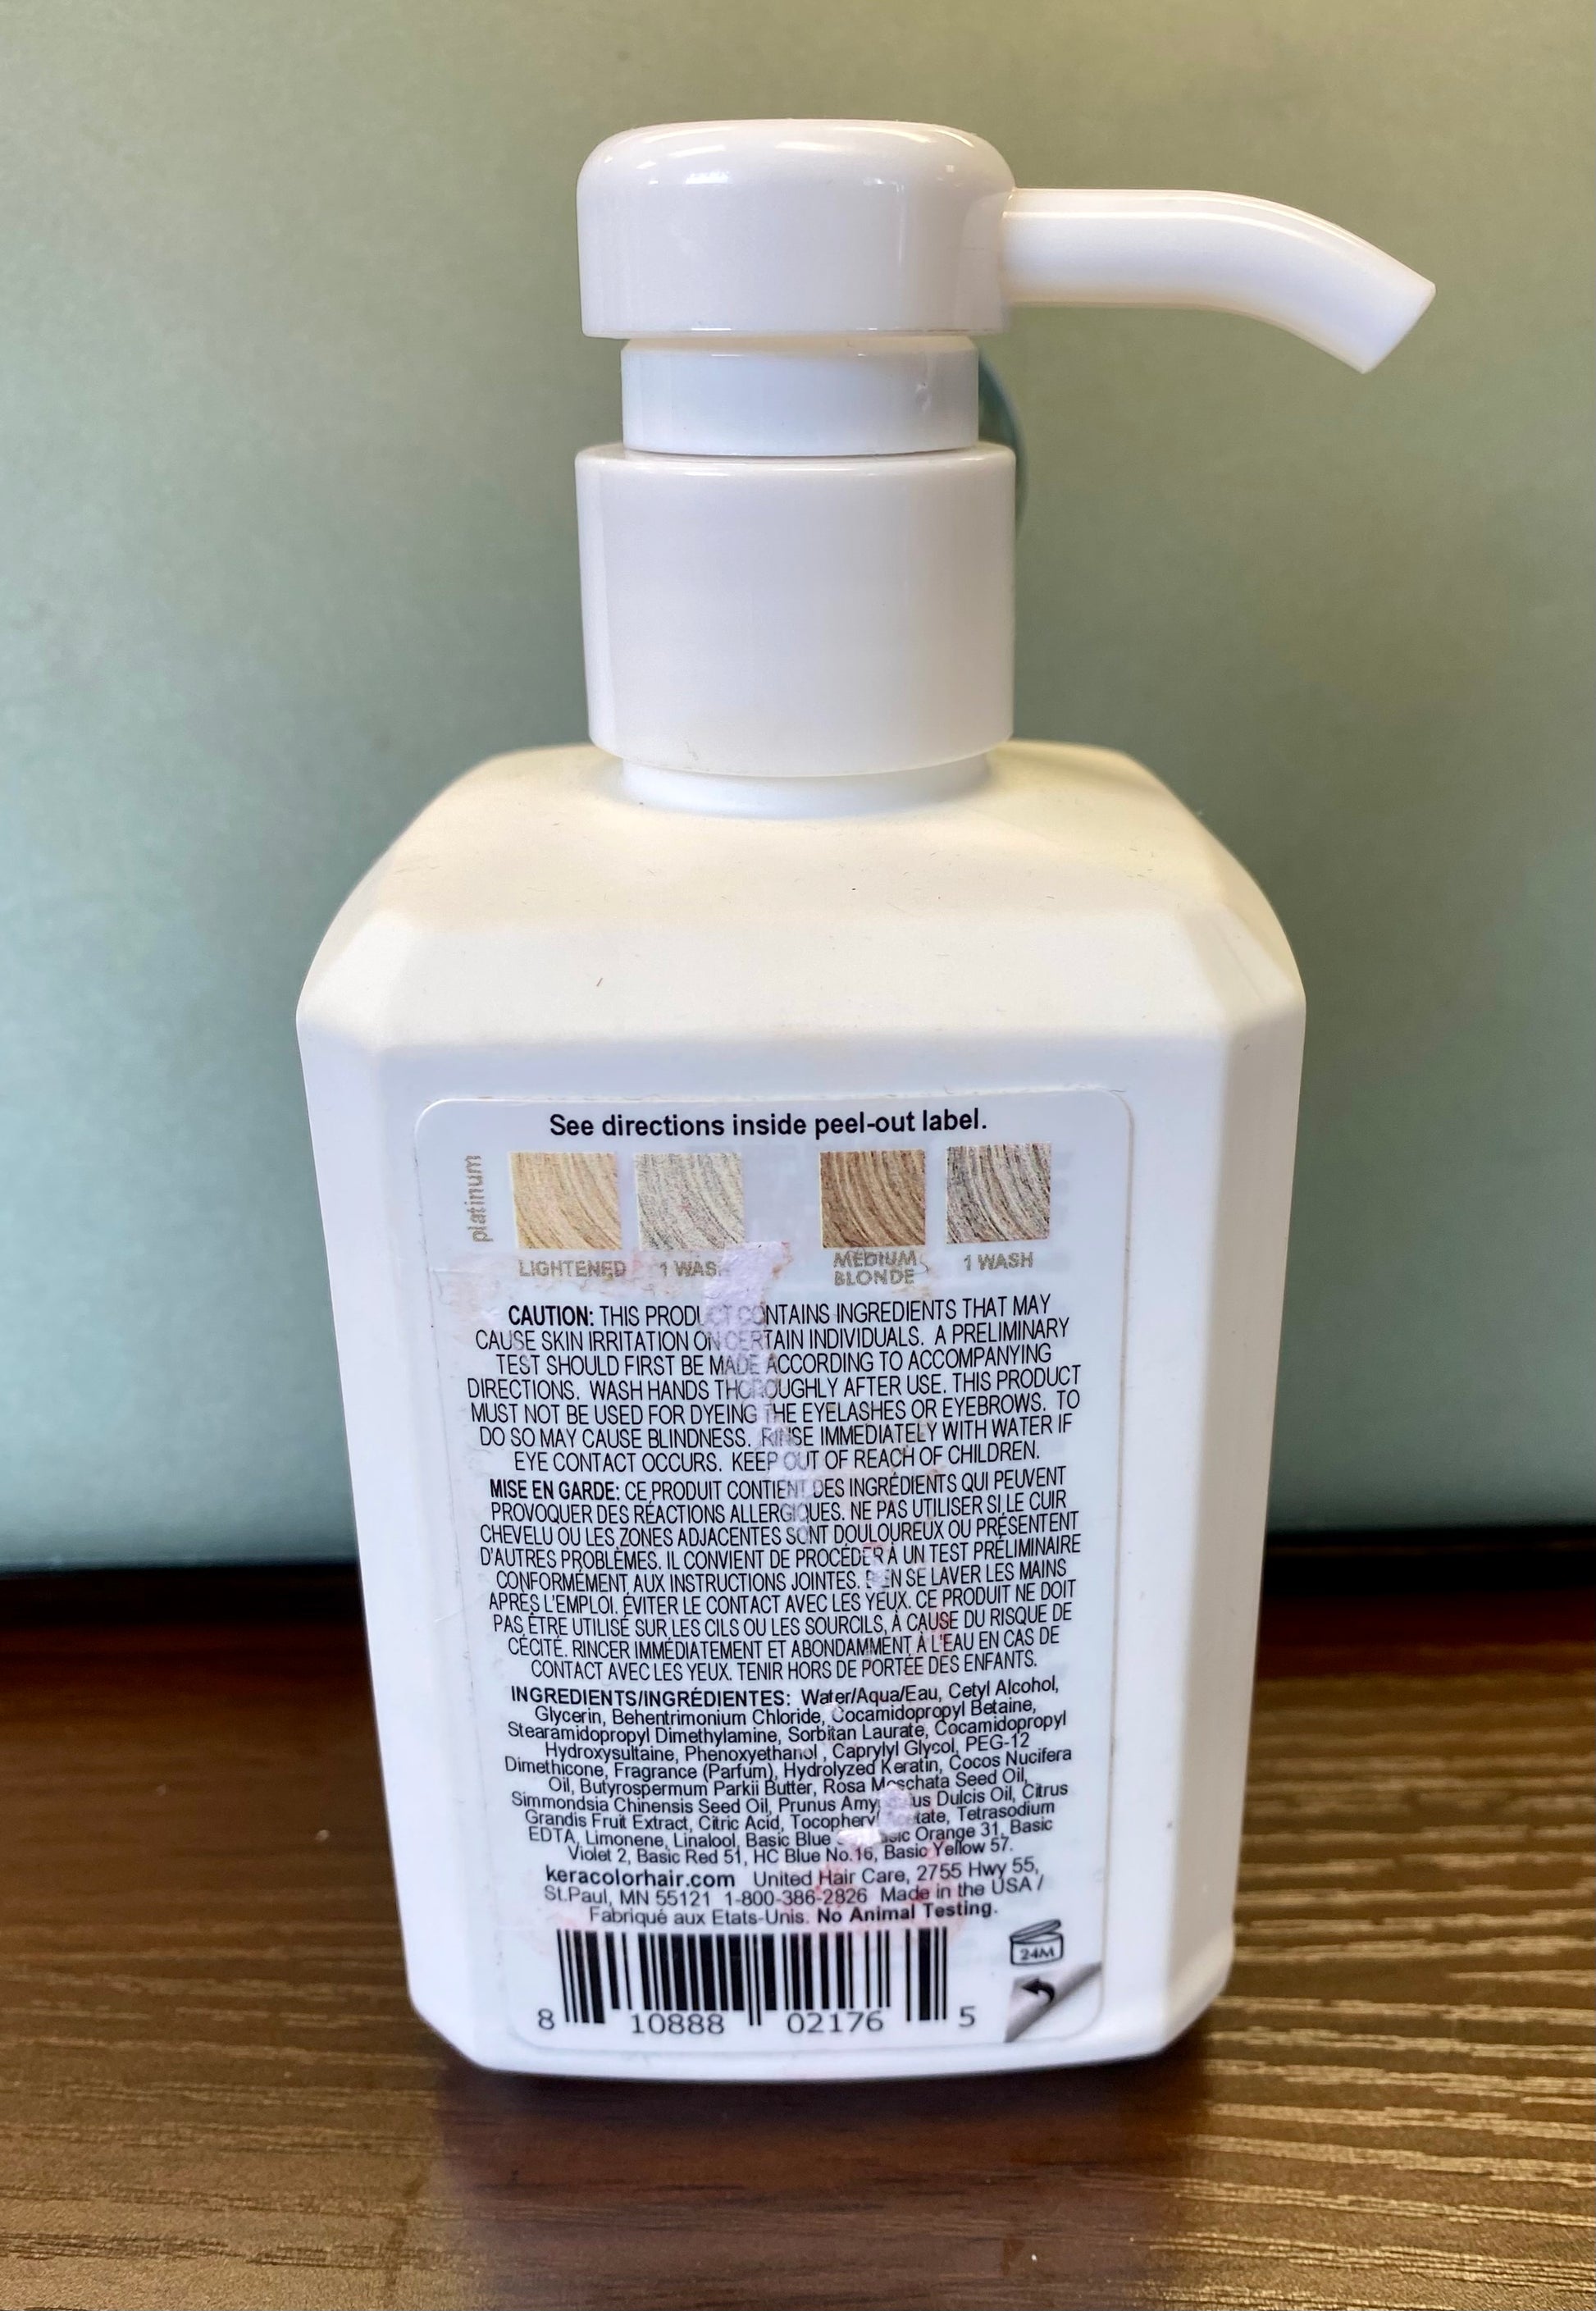 See directions inside peel-out label.
platinum
LIGHTENED 1 WASH MEDIUM BLONDE 1 WASH
CAUTION: THIS PRODUCT CONTAINS INGREDIENTS THAT MAY
CAUSE SKIN IRRITATION ON CERTAIN INDIVIDUALS. A PRELIMINARY
TEST SHOULD FIRST BE MADE ACCORDING TO ACCOMPANYING
DIRECTIONS. WASH HANDS THOROUGHLY AFTER USE. THIS PRODUCT
MUST NOT BE USED FOR DYEING THE EYELASHES OR EYEBROWS. TO
DO SO MAY CAUSE BLINDNESS. RINSE IMMEDIATELY WITH WATER IF
EYE CONTACT OCCURS. KEEP OUT OF REACH OF CHILDREN.
MISE EN GARDE: CE PRODUIT CONTIENT DES INGRÉDIENTS QUI PEUVENT
PROVOQUER DES RÉACTIONS ALLERGIQUES. NE PAS UTILISER SI LE CUIR
CHEVELU OU LES ZONES ADJACENTES SONT DOULOUREUX OU PRÉSENTENT
D'AUTRES PROBLÈMES. IL CONVIENT DE PROCÉDER À UN TEST PRÉLIMINAIRE
CONFORMÉMENT AUX INSTRUCTIONS JOINTES. BIEN SE LAVER LES MAINS
APRÈS L'EMPLOI. ÉVITER LE CONTACT AVEC LES YEUX. CE PRODUIT NE DOIT
PAS ÊTRE UTILISÉ SUR LES CILS OU LES SOURCILS, À CAUSE DU RISQUE DE
CÉCITÉ. RINCER IMMÉDIATEMENT ET ABONDAMMENT À L'EAU EN CAS DE
CONTACT AVEC LES YEUX. TENIR HORS DE PORTÉE DES ENFANTS.
INGREDIENTS/INGRÉDIENTES: Water/Aqua/Eau, Cetyl Alcohol,
Glycerin, Behentrimonium Chloride, Cocamidopropyl Betaine,
Stearamidopropyl Dimethylamine, Sorbitan Laurate, Cocamidopropyl
Hydroxysultaine, Phenoxyethanol , Caprylyl Glycol, PEG-12
Dimethicone, Fragrance (Parfum), Hydrolyzed Keratin, Cocos Nucifera
Oil, Butyrospermum Parkii Butter, Rosa Moschata Seed Oil,
Simmondsia Chinensis Seed Oil, Prunus Dulcis Oil, Citrus
Grandis Fruit Extract, Citric Acid, Tocopheryl Tetrasodium
EDTA, Limonene, Linalool, Basic Blue Orange 31, Basic
Violet 2, Basic Red 51, HC Blue No.16, Basic Yellow 57.
keracolorhair.com United Hair Care, 2755 Hwy 55,
St.Paul, MN 55121 1-800-386-2826 Made in the USA /
Fabriqué aux Etats-Unis. No Animal Testing.
24M
8 10888 02176 5